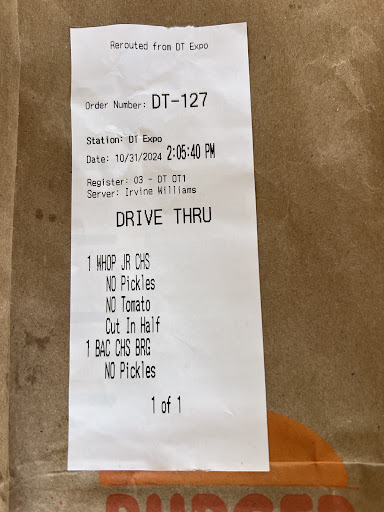 Rerouted from DT Expo
Order Number: DT-127
Station: DT Expo
Date: 10/31/2024 2:05:40 PM
Register: 03 - DT OT1
Server: Irvine Williams
DRIVE THRU
1 WHOP JR CHS
NO Pickles
NO Tomato
Cut In Half
1 BAC CHS BRG
NO Pickles
1 of 1
BURGER